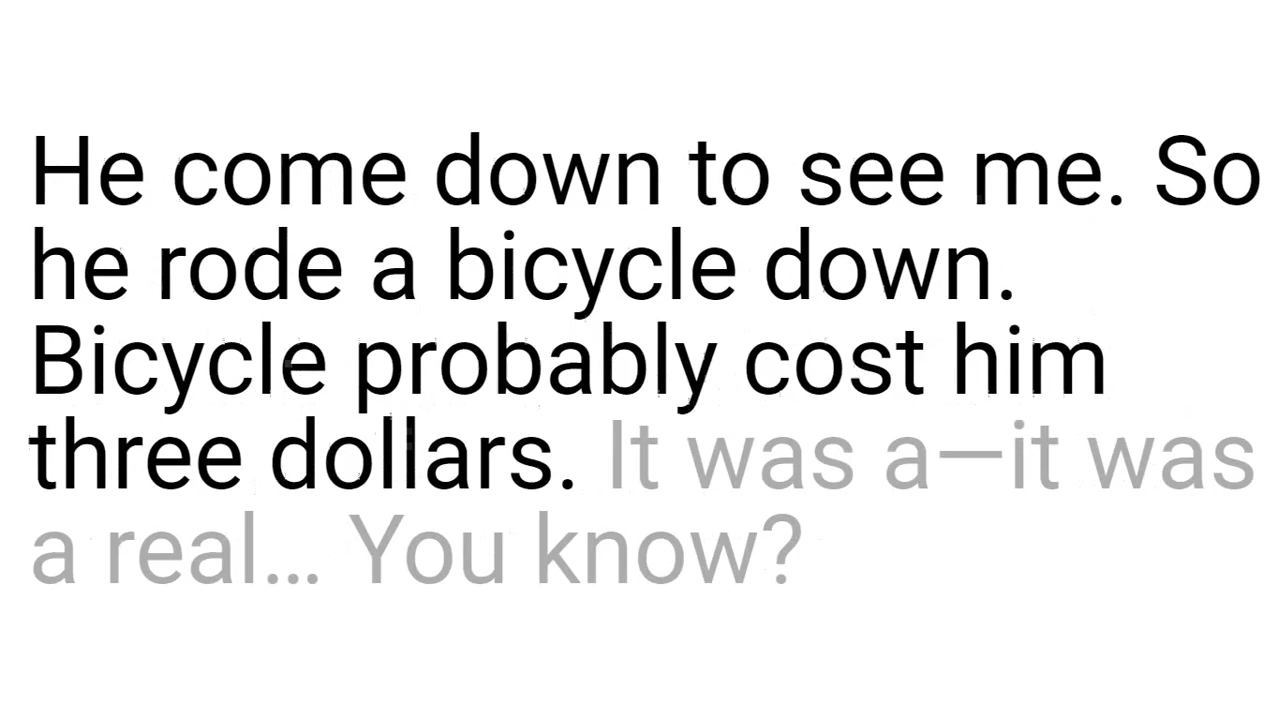 He come down to see me. So
he rode a bicycle down.
Bicycle probably cost him
three dollars. It was a—it was
a real… You know?